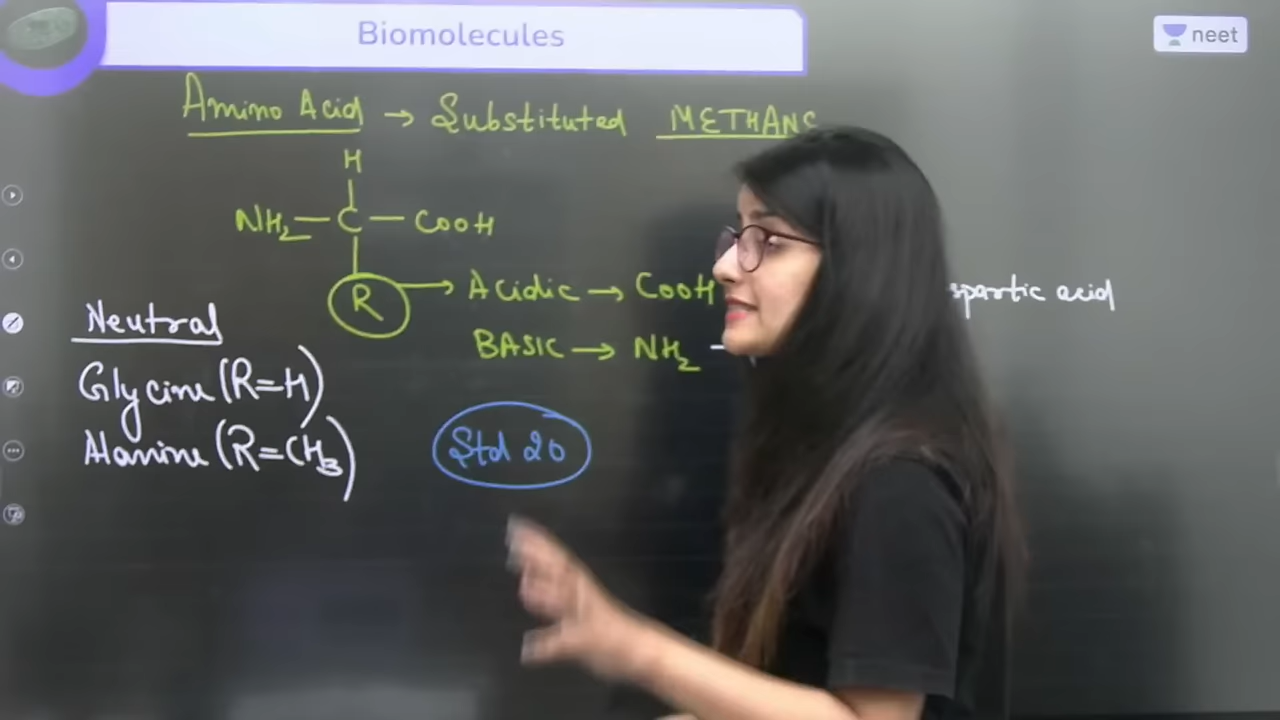 Biomolecules
neet
Amino Acid → Substituted METHANE
H
NH₂ — C — COOH
R → Acidic → COOH spartic acid
BASIC → NH₂ —
Neutral
Glycine (R=H)
Alanine (R=CH₃)
Std 20